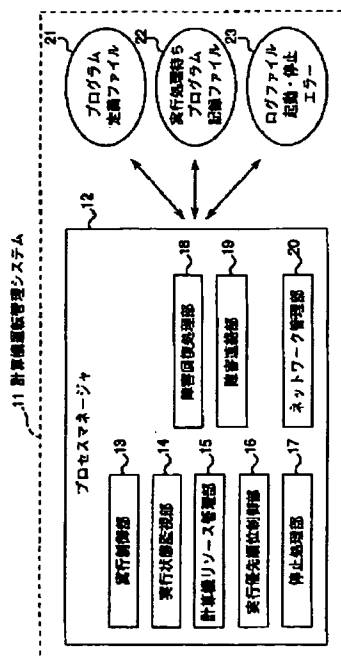 11 計算機運転管理システム
プロセスマネージャ
12
実行制御部
13
実行状態監視部
14
計算機リソース管理部
15
実行優先順位制御部
16
停止処理部
17
障害回復処理部
18
障害連絡部
19
ネットワーク管理部
20
プログラム
定義ファイル
21
実行処理待ち
プログラム
記録ファイル
22
ログファイル
起動・停止
エラー
23